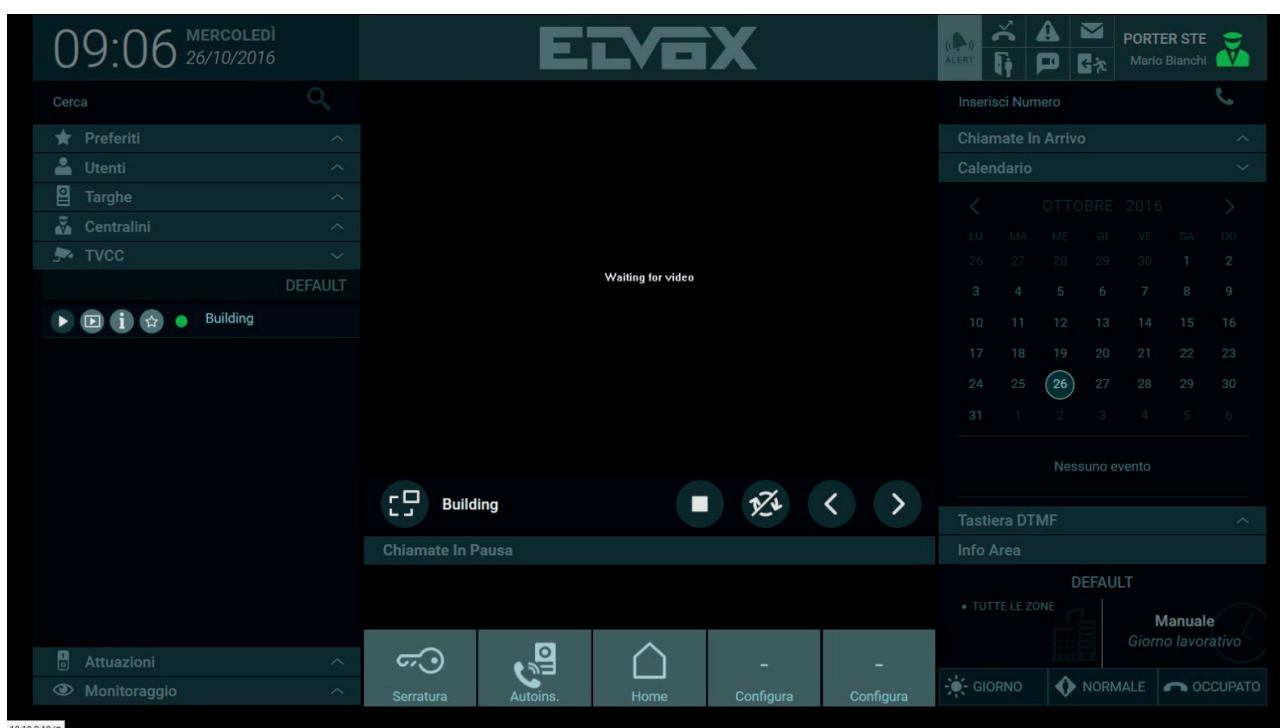 09:06 MERCOLEDÌ
26/10/2016
ELVOX
ALERT
PORTER STE
Mario Bianchi
Cerca
Preferiti
Utenti
Targhe
Centralini
TVCC
DEFAULT
Building
Attuazioni
Monitoraggio
Waiting for video
Building
Chiamate In Pausa
Serratura
Autoins.
Home
-
Configura
-
Configura
Inserisci Numero
Chiamate In Arrivo
Calendario
OTTOBRE 2016
LU MA ME GI VE SA DO
26 27 28 29 30 1 2
3 4 5 6 7 8 9
10 11 12 13 14 15 16
17 18 19 20 21 22 23
24 25 26 27 28 29 30
31 1 2 3 4 5 6
Nessuno evento
Tastiera DTMF
Info Area
DEFAULT
• TUTTE LE ZONE
Manuale
Giorno lavorativo
GIORNO
NORMALE
OCCUPATO